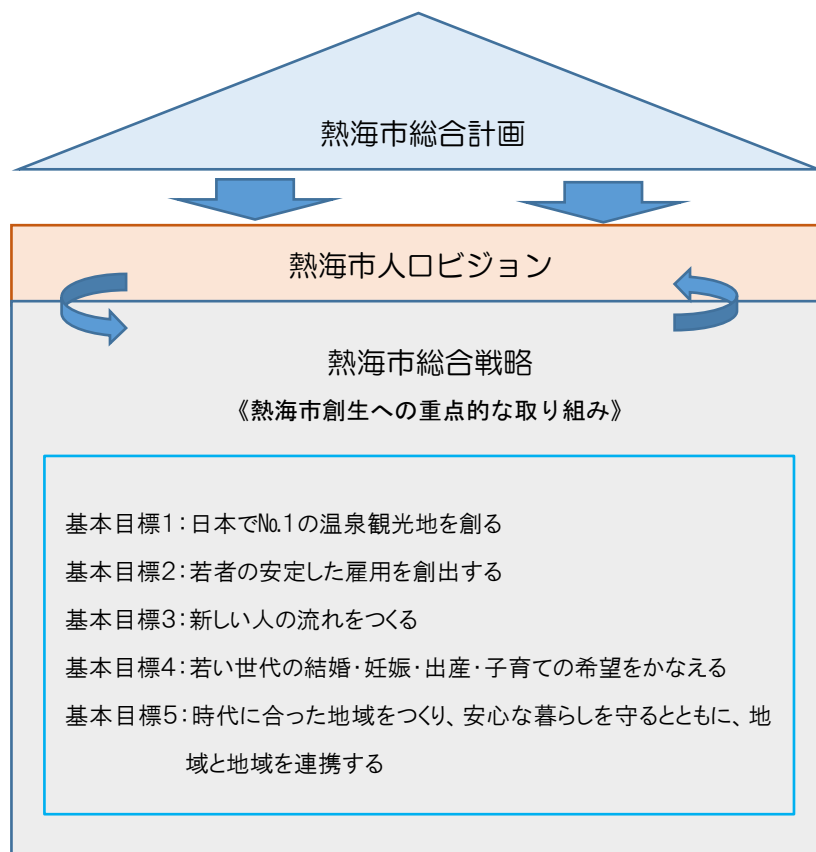 熱海市総合計画
熱海市人口ビジョン
熱海市総合戦略
《熱海市創生への重点的な取り組み》
基本目標1：日本で№1の温泉観光地を創る
基本目標2：若者の安定した雇用を創出する
基本目標3：新しい人の流れをつくる
基本目標4：若い世代の結婚・妊娠・出産・子育ての希望をかなえる
基本目標5：時代に合った地域をつくり、安心な暮らしを守るとともに、地
域と地域を連携する